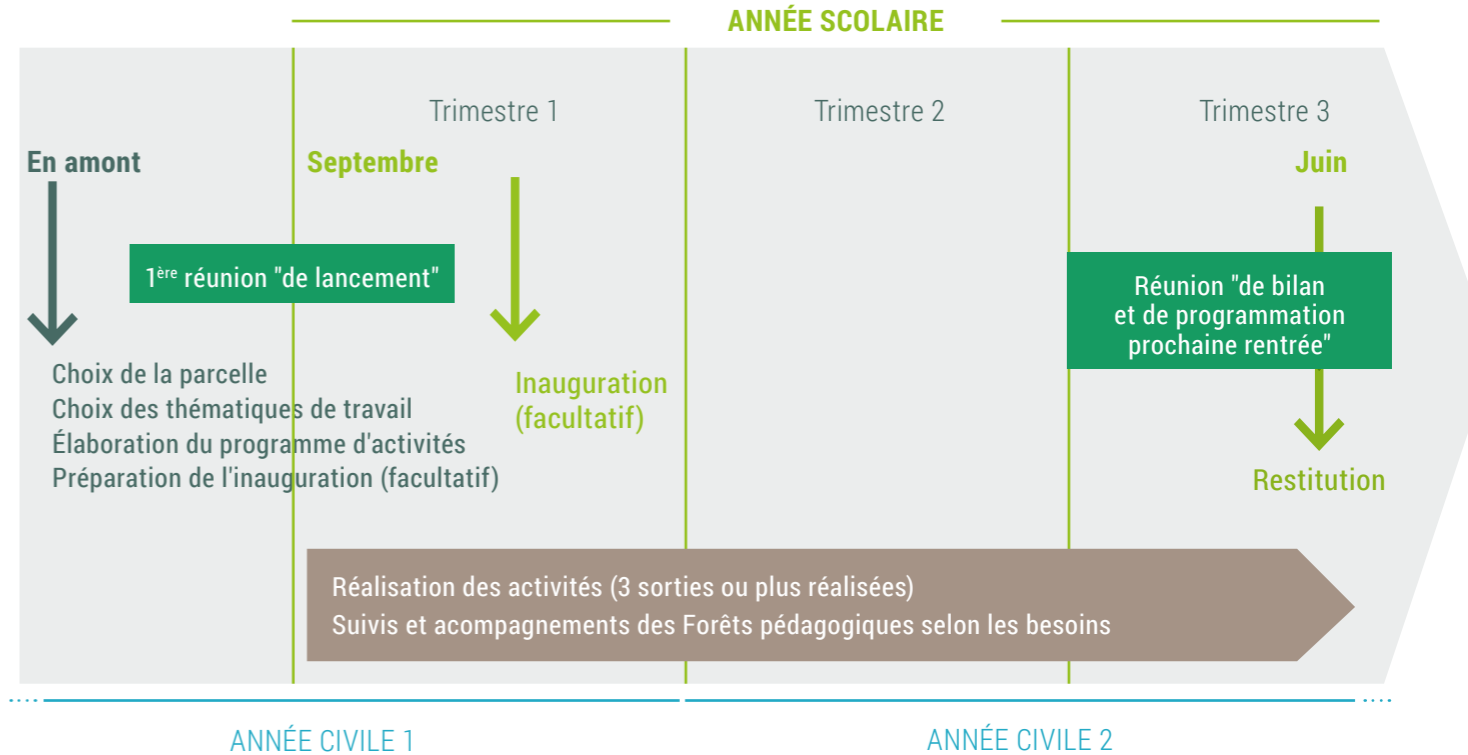 ANNÉE SCOLAIRE
Trimestre 1
Trimestre 2
Trimestre 3
En amont
Septembre
Juin
1ère réunion "de lancement"
Réunion "de bilan
et de programmation
prochaine rentrée"
Choix de la parcelle
Choix des thématiques de travail
Élaboration du programme d'activités
Préparation de l'inauguration (facultatif)
Inauguration
(facultatif)
Restitution
Réalisation des activités (3 sorties ou plus réalisées)
Suivis et acompagnements des Forêts pédagogiques selon les besoins
ANNÉE CIVILE 1
ANNÉE CIVILE 2